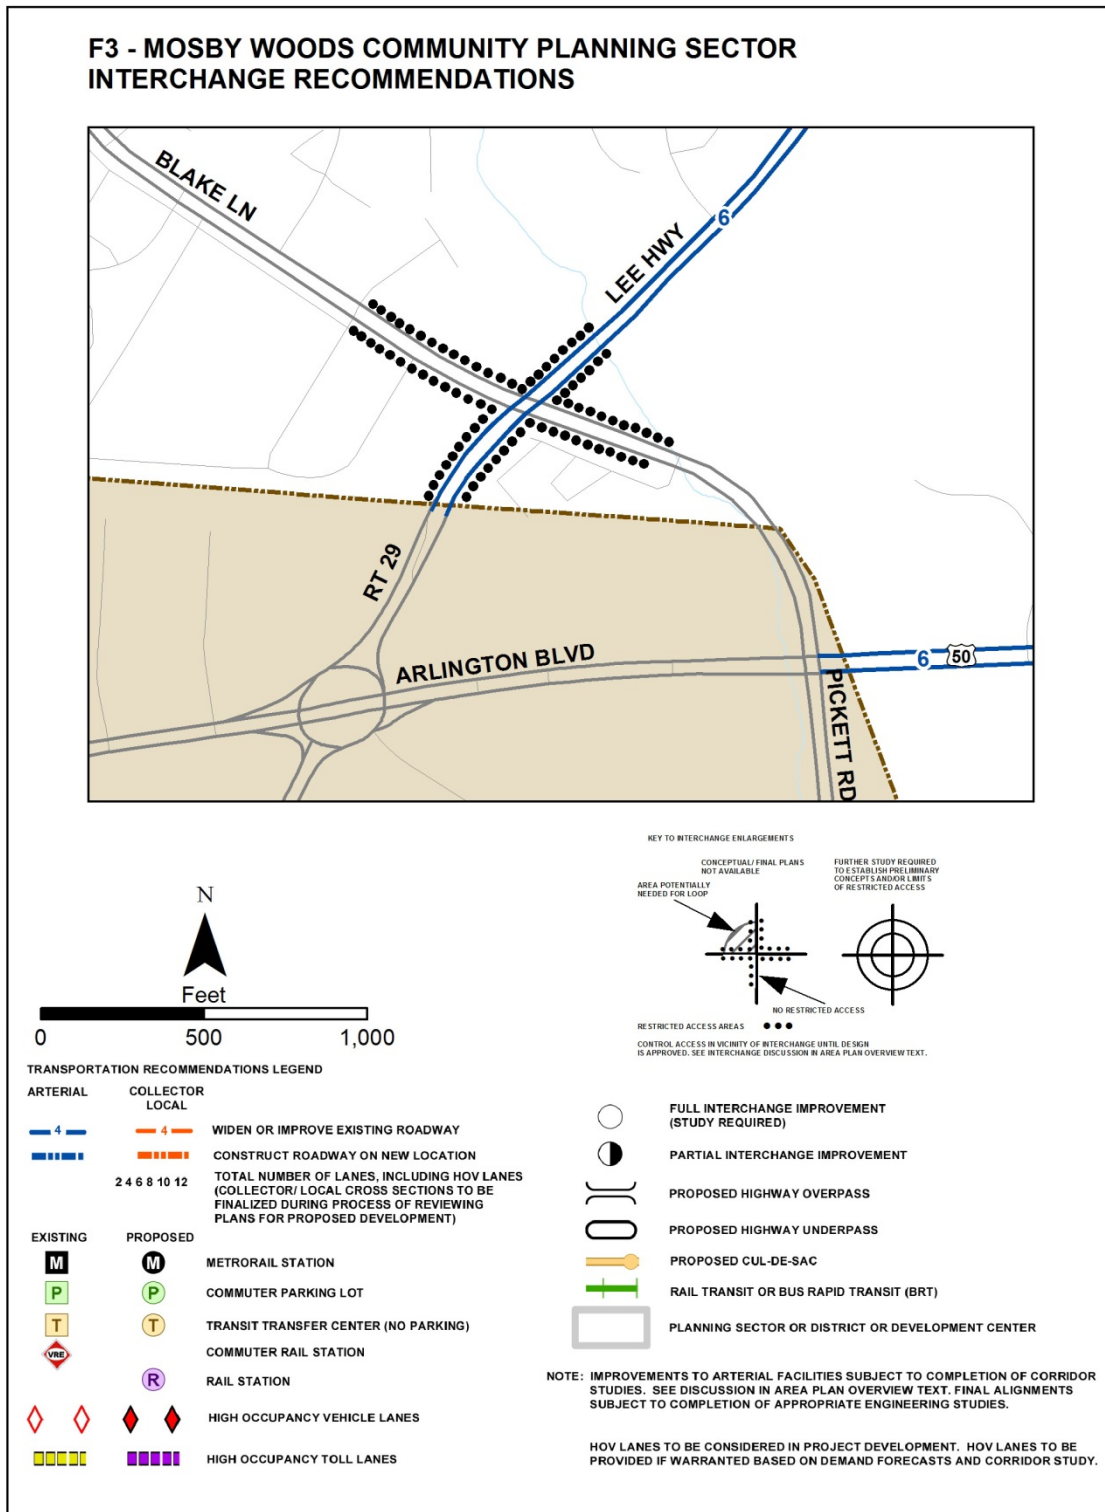 F3 - MOSBY WOODS COMMUNITY PLANNING SECTOR
INTERCHANGE RECOMMENDATIONS
BLAKE LN
6
LEE HWY
RT 29
ARLINGTON BLVD
6
50
PICKETT RD
KEY TO INTERCHANGE ENLARGEMENTS
CONCEPTUAL/ FINAL PLANS
NOT AVAILABLE
AREA POTENTIALLY
NEEDED FOR LOOP
FURTHER STUDY REQUIRED
TO ESTABLISH PRELIMINARY
CONCEPTS AND/OR LIMITS
OF RESTRICTED ACCESS
NO RESTRICTED ACCESS
RESTRICTED ACCESS AREAS
CONTROL ACCESS IN VICINITY OF INTERCHANGE UNTIL DESIGN
IS APPROVED. SEE INTERCHANGE DISCUSSION IN AREA PLAN OVERVIEW TEXT.
N
Feet
0 500 1,000
TRANSPORTATION RECOMMENDATIONS LEGEND
ARTERIAL COLLECTOR
LOCAL
4 4 WIDEN OR IMPROVE EXISTING ROADWAY
CONSTRUCT ROADWAY ON NEW LOCATION
2 4 6 8 10 12 TOTAL NUMBER OF LANES, INCLUDING HOV LANES
(COLLECTOR/ LOCAL CROSS SECTIONS TO BE
FINALIZED DURING PROCESS OF REVIEWING
PLANS FOR PROPOSED DEVELOPMENT)
EXISTING PROPOSED
M M METRORAIL STATION
P P COMMUTER PARKING LOT
T T TRANSIT TRANSFER CENTER (NO PARKING)
VRE COMMUTER RAIL STATION
R RAIL STATION
HIGH OCCUPANCY VEHICLE LANES
HIGH OCCUPANCY TOLL LANES
FULL INTERCHANGE IMPROVEMENT
(STUDY REQUIRED)
PARTIAL INTERCHANGE IMPROVEMENT
PROPOSED HIGHWAY OVERPASS
PROPOSED HIGHWAY UNDERPASS
PROPOSED CUL-DE-SAC
RAIL TRANSIT OR BUS RAPID TRANSIT (BRT)
PLANNING SECTOR OR DISTRICT OR DEVELOPMENT CENTER
NOTE: IMPROVEMENTS TO ARTERIAL FACILITIES SUBJECT TO COMPLETION OF CORRIDOR
STUDIES. SEE DISCUSSION IN AREA PLAN OVERVIEW TEXT. FINAL ALIGNMENTS
SUBJECT TO COMPLETION OF APPROPRIATE ENGINEERING STUDIES.
HOV LANES TO BE CONSIDERED IN PROJECT DEVELOPMENT. HOV LANES TO BE
PROVIDED IF WARRANTED BASED ON DEMAND FORECASTS AND CORRIDOR STUDY.